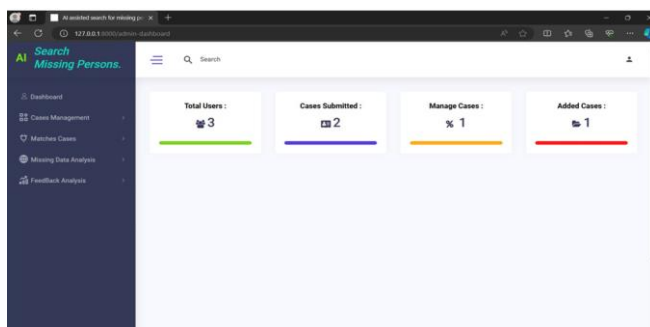 AI assisted search for missing pe
127.0.0.1:8000/admin-dashboard
AI Search
Missing Persons.
Search
Dashboard
Cases Management
Matches Cases
Missing Data Analysis
FeedBack Analysis
Total Users :
3
Cases Submitted :
2
Manage Cases :
1
Added Cases :
1